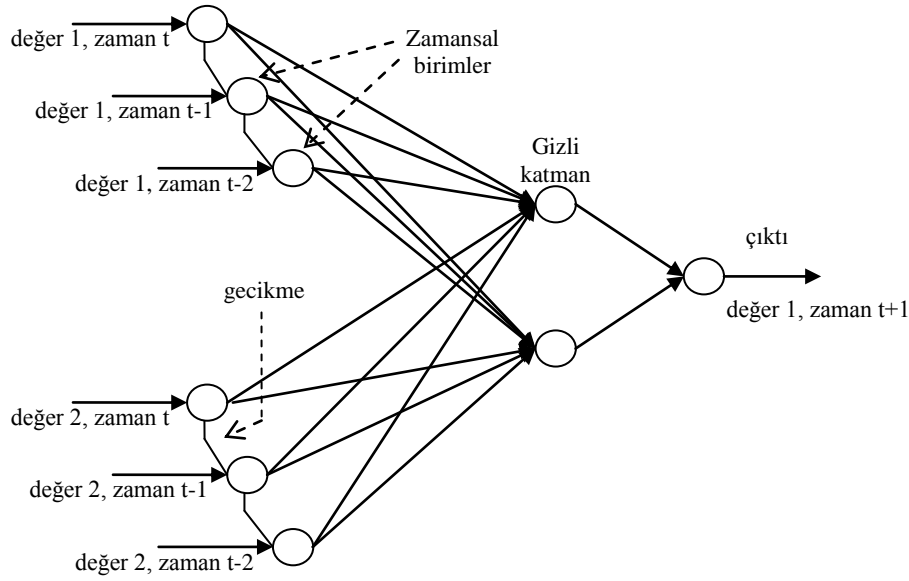 değer 1, zaman t
Zamansal
birimler
değer 1, zaman t-1
değer 1, zaman t-2
Gizli
katman
çıktı
gecikme
değer 1, zaman t+1
değer 2, zaman t
değer 2, zaman t-1
değer 2, zaman t-2